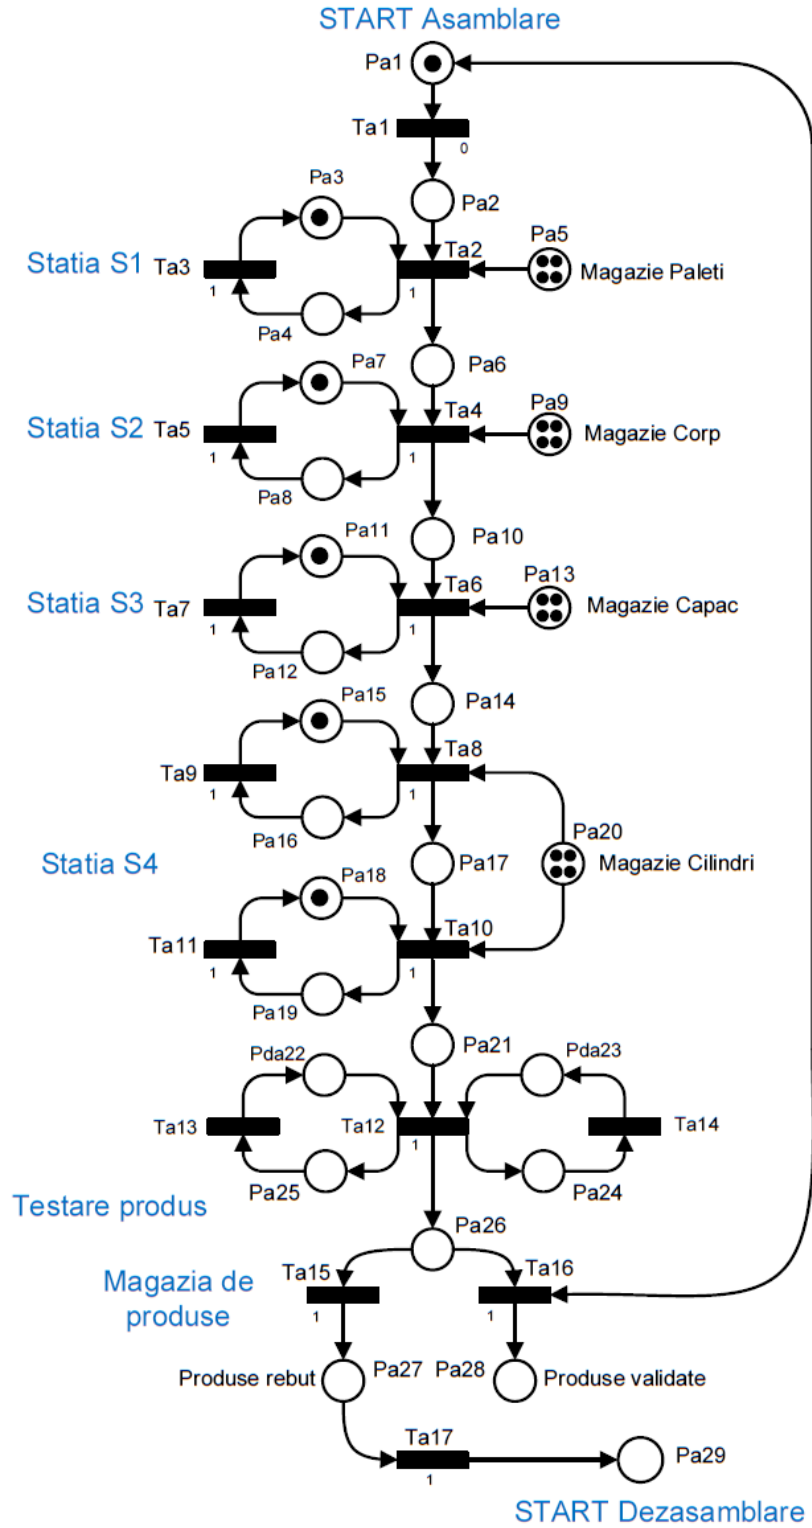 START Asamblare
Pa1
Ta1
0
Pa3
Pa2
Statia S1
Ta3
1
Ta2
1
Pa5
Magazie Paleti
Pa4
Pa6
Pa7
Statia S2
Ta5
1
Ta4
1
Pa9
Magazie Corp
Pa8
Pa10
Pa11
Statia S3
Ta7
1
Ta6
1
Pa13
Magazie Capac
Pa12
Pa14
Pa15
Ta9
1
Ta8
1
Pa16
Pa17
Pa20
Magazie Cilindri
Statia S4
Pa18
Ta11
1
Ta10
1
Pa19
Pa21
Pda22
Pda23
Ta13
Ta12
1
Ta14
Pa25
Pa24
Testare produs
Pa26
Magazia de
produse
Ta15
1
Ta16
1
Produse rebut
Pa27
Pa28
Produse validate
Ta17
1
Pa29
START Dezasamblare